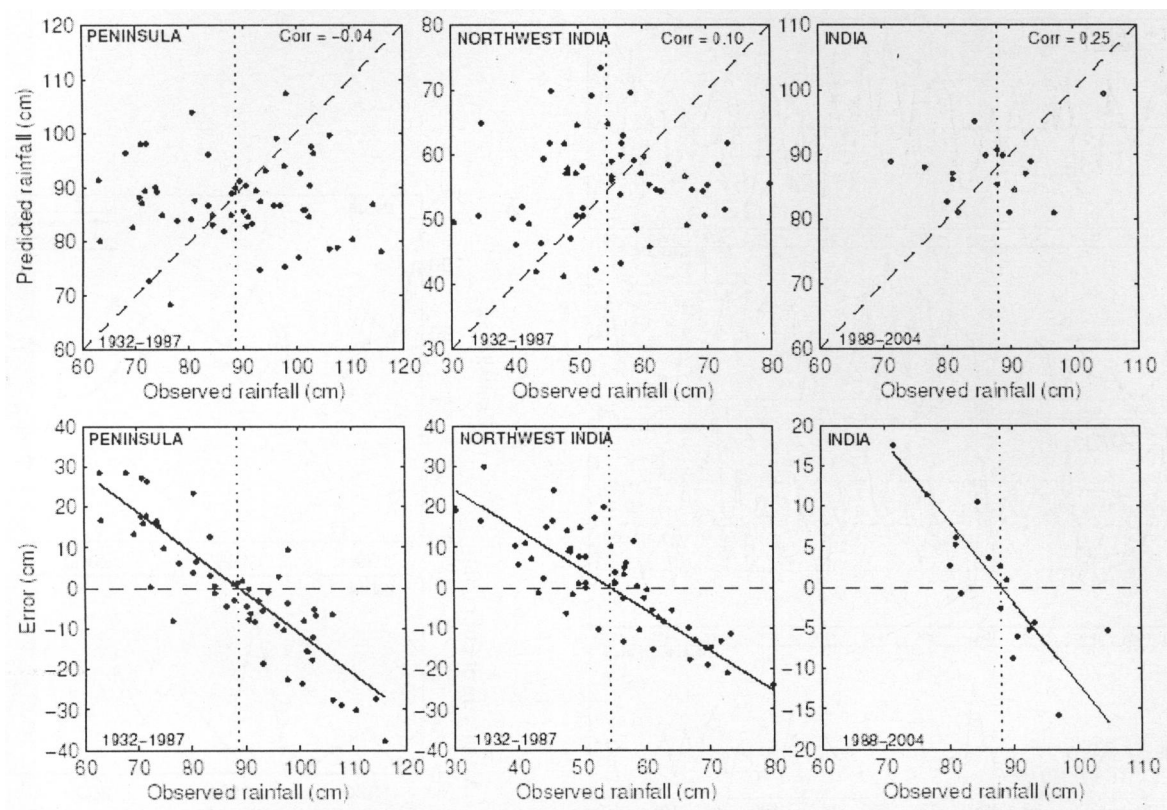 PENINSULA
Corr = −0.04
120
110
100
90
80
70
60
Predicted rainfall (cm)
1932−1987
60 70 80 90 100 110 120
Observed rainfall (cm)
NORTHWEST INDIA
Corr = 0.10
80
70
60
50
40
30
1932−1987
30 40 50 60 70 80
Observed rainfall (cm)
INDIA
Corr = 0.25
110
100
90
80
70
60
1988−2004
60 70 80 90 100 110
Observed rainfall (cm)
PENINSULA
40
30
20
10
0
−10
−20
−30
−40
Error (cm)
1932−1987
60 70 80 90 100 110 120
Observed rainfall (cm)
NORTHWEST INDIA
40
30
20
10
0
−10
−20
−30
−40
1932−1987
30 40 50 60 70 80
Observed rainfall (cm)
INDIA
20
15
10
5
0
−5
−10
−15
−20
1988−2004
60 70 80 90 100 110
Observed rainfall (cm)